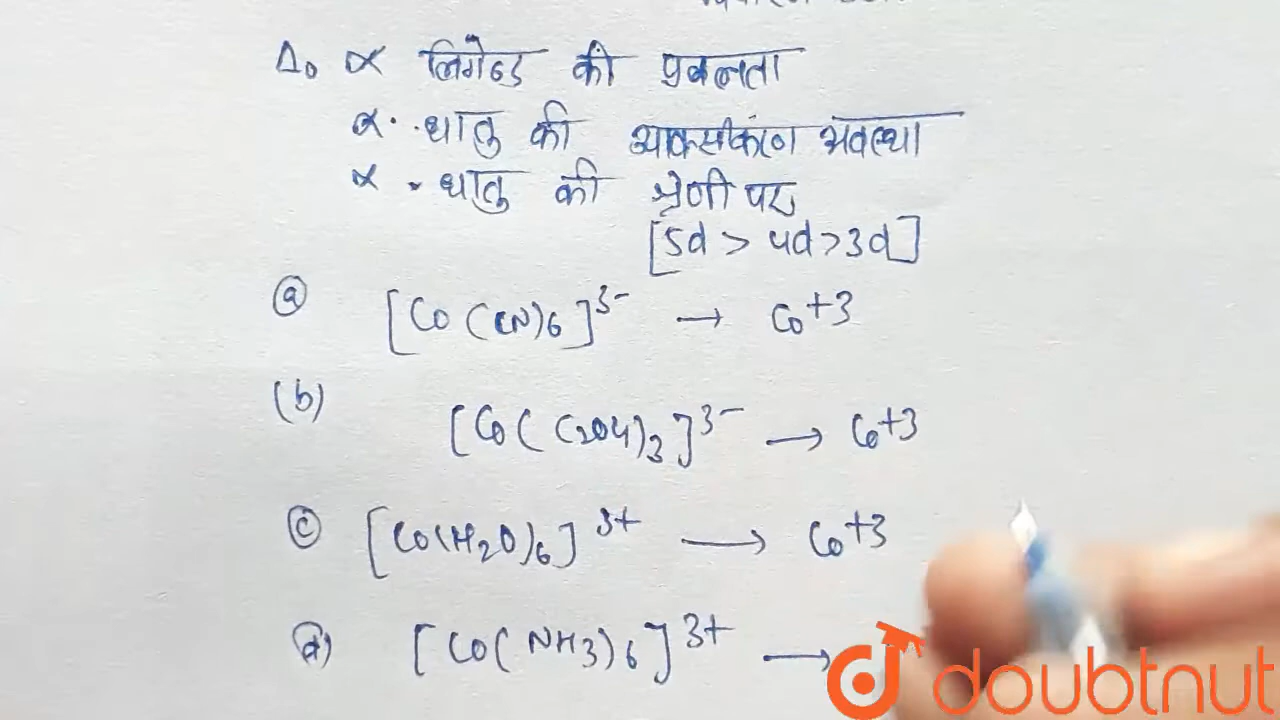 Δ₀ ∝ लिगेण्ड की प्रबलता
∝ धातु की आक्सीकरण अवस्था
∝ धातु की श्रेणी पर
[5d > 4d > 3d]
(a) [Co(CN)6]3- → Co+3
(b) [Co(C2O4)3]3- → Co+3
(c) [Co(H2O)6]3+ → Co+3
(d) [Co(NH3)6]3+ →
doubtnut